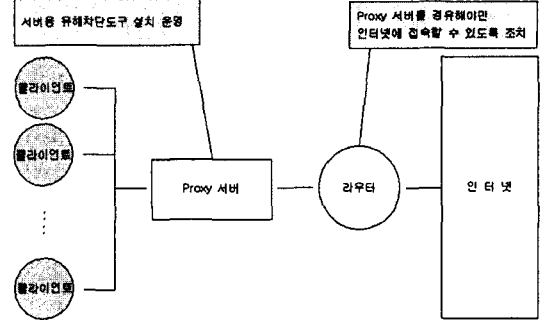 서버용 유해차단도구 설치 운영
Proxy 서버를 경유해야만
인터넷에 접속할 수 있도록 조치
클라이언트
클라이언트
Proxy 서버
라우터
인 터 넷
클라이언트